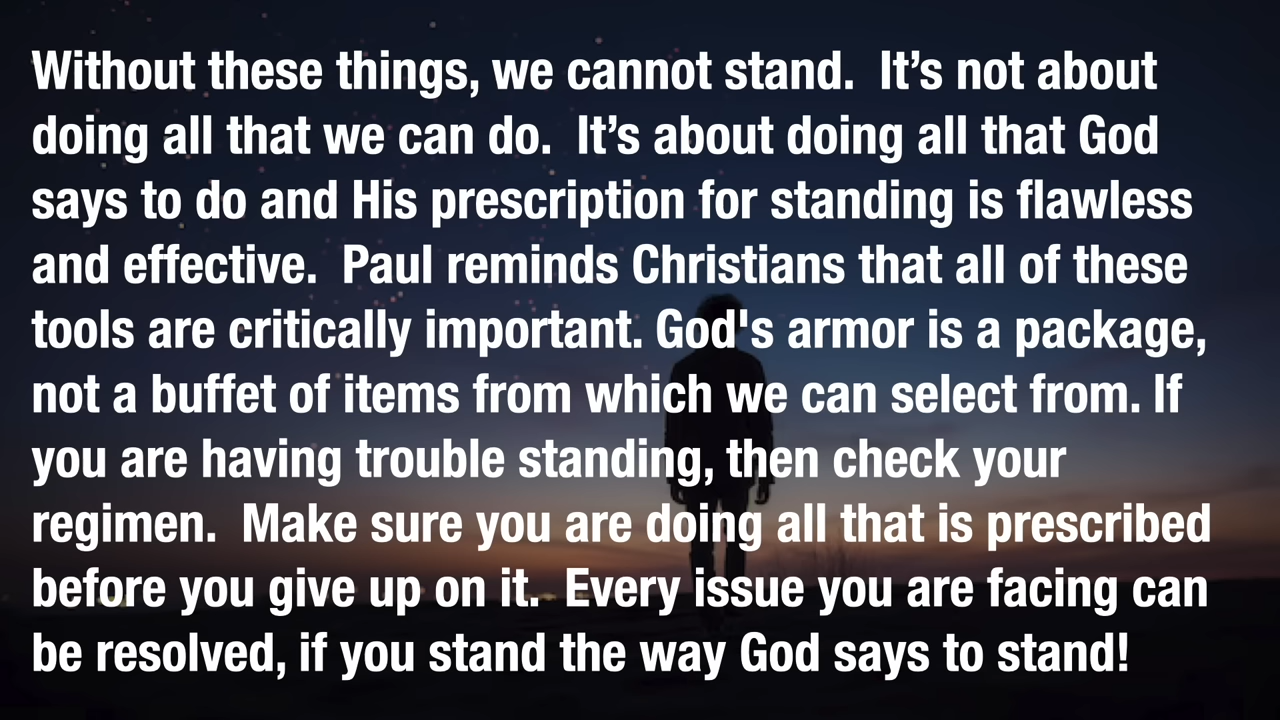 Without these things, we cannot stand.  It’s not about
doing all that we can do.  It’s about doing all that God
says to do and His prescription for standing is flawless
and effective.  Paul reminds Christians that all of these
tools are critically important. God's armor is a package,
not a buffet of items from which we can select from. If
you are having trouble standing, then check your
regimen.  Make sure you are doing all that is prescribed
before you give up on it.  Every issue you are facing can
be resolved, if you stand the way God says to stand!